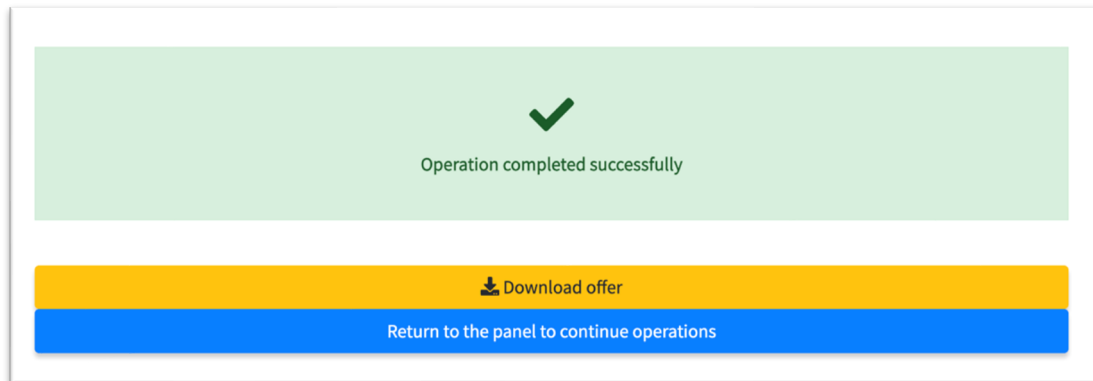 Operation completed successfully
Download offer
Return to the panel to continue operations